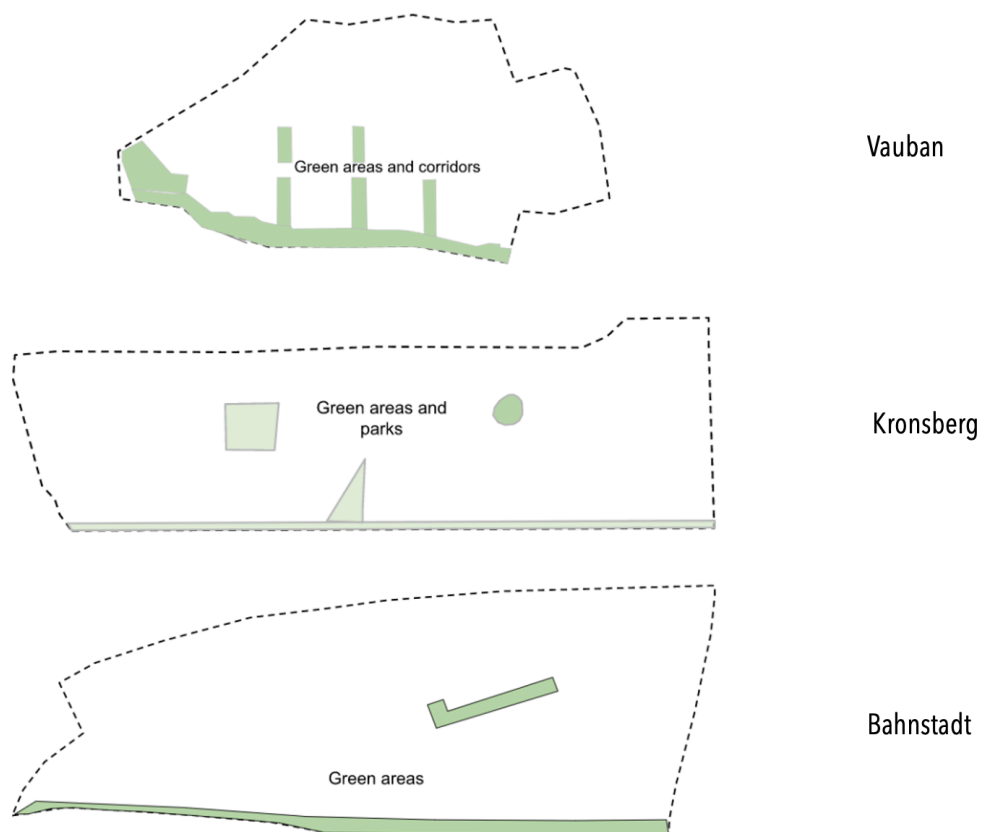 Vauban
Green areas and corridors
Green areas and
parks
Kronsberg
Bahnstadt
Green areas